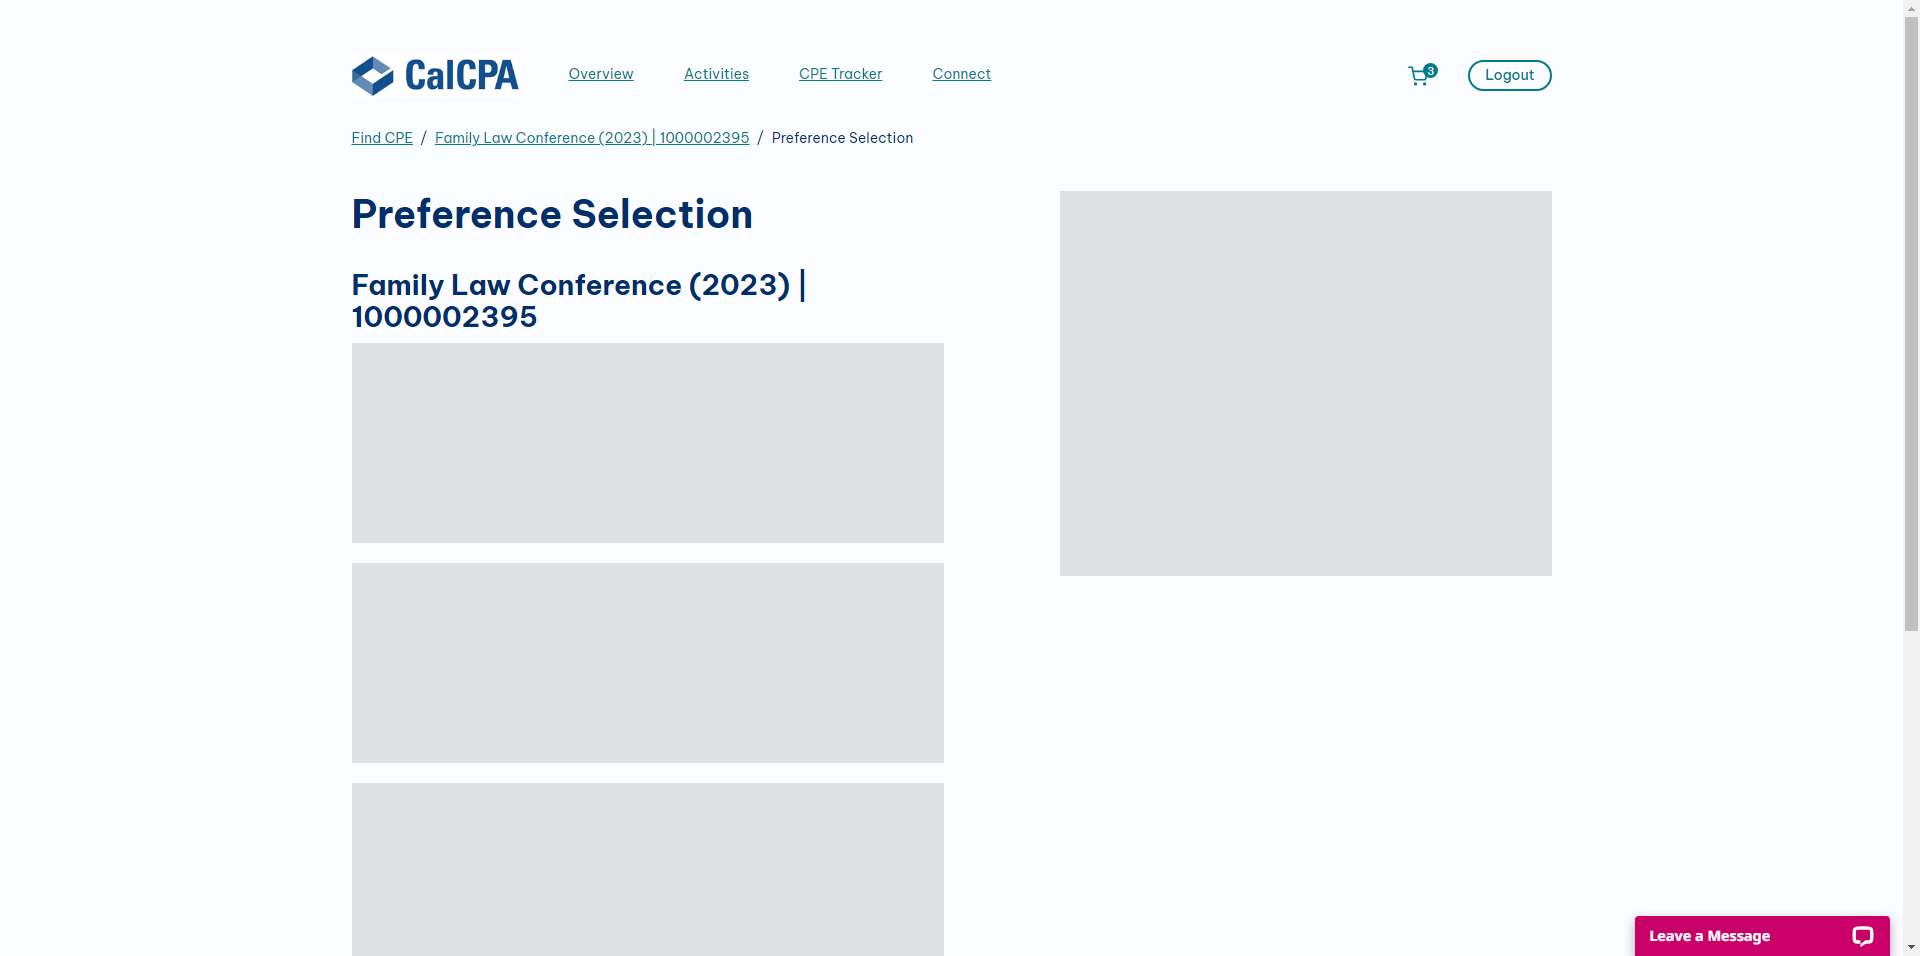 CalCPA
Overview
Activities
CPE Tracker
Connect
3
Logout
Find CPE / Family Law Conference (2023) | 1000002395 / Preference Selection
Preference Selection
Family Law Conference (2023) |
1000002395
Leave a Message